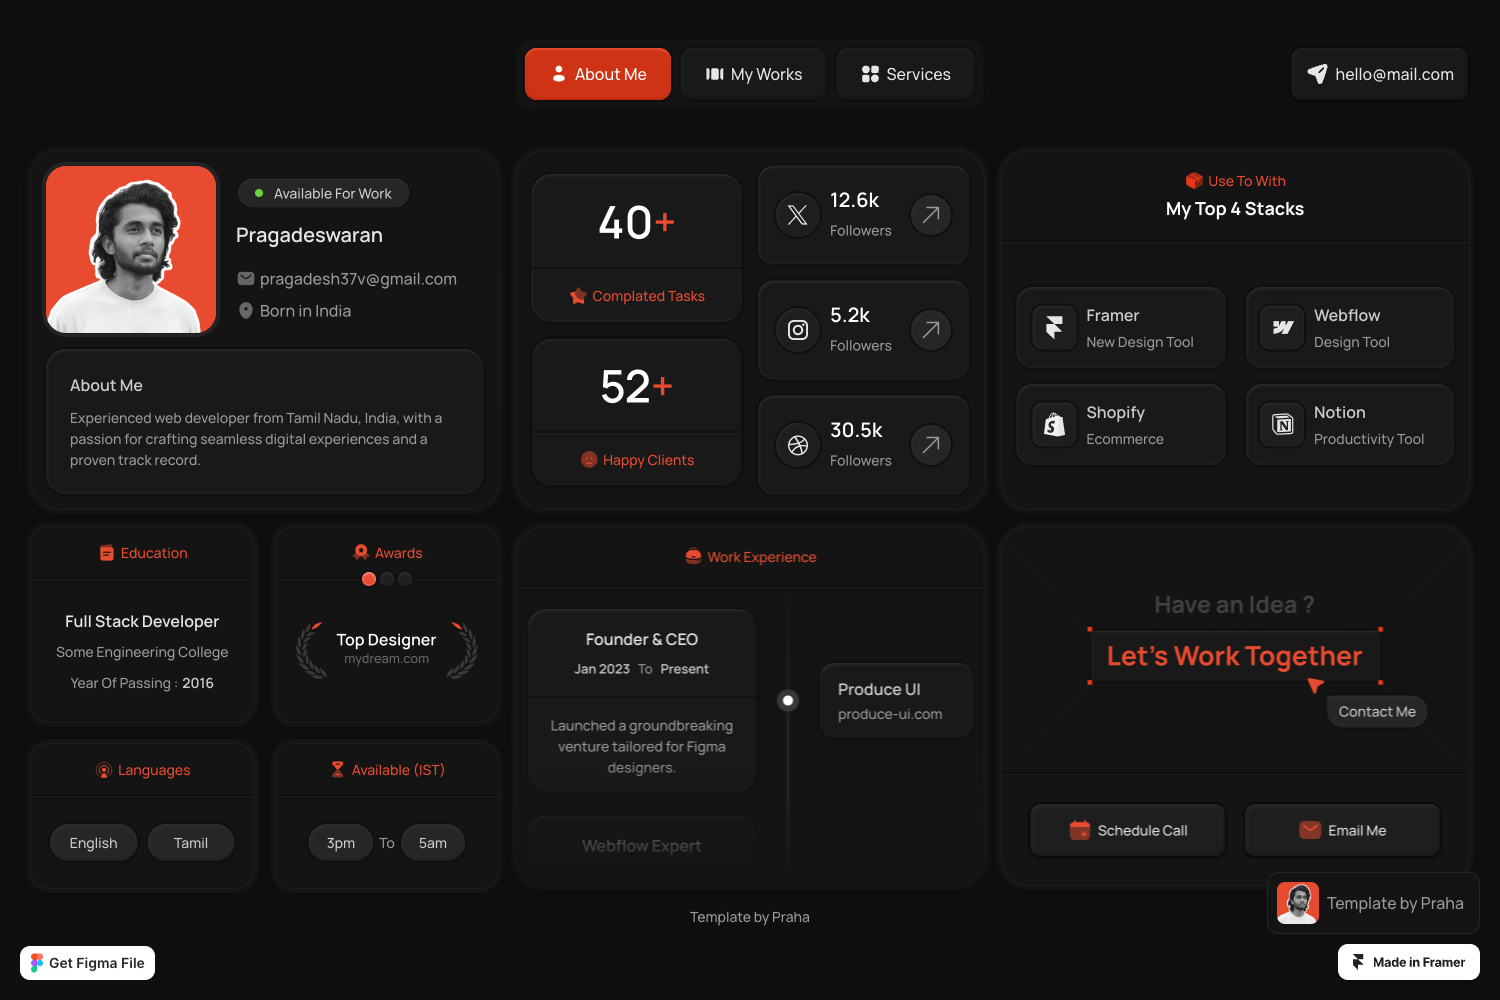 About Me
My Works
Services
hello@mail.com
Available For Work
Pragadeswaran
pragadesh37v@gmail.com
Born in India
About Me
Experienced web developer from Tamil Nadu, India, with a
passion for crafting seamless digital experiences and a
proven track record.
40+
Complated Tasks
52+
Happy Clients
12.6k
Followers
5.2k
Followers
30.5k
Followers
Use To With
My Top 4 Stacks
Framer
New Design Tool
Webflow
Design Tool
Shopify
Ecommerce
Notion
Productivity Tool
Education
Full Stack Developer
Some Engineering College
Year Of Passing : 2016
Awards
Top Designer
mydream.com
Languages
English
Tamil
Available (IST)
3pm To 5am
Work Experience
Founder & CEO
Jan 2023 To Present
Launched a groundbreaking
venture tailored for Figma
designers.
Produce UI
produce-ui.com
Webflow Expert
Have an Idea ?
Let's Work Together
Contact Me
Schedule Call
Email Me
Template by Praha
Template by Praha
Get Figma File
Made in Framer